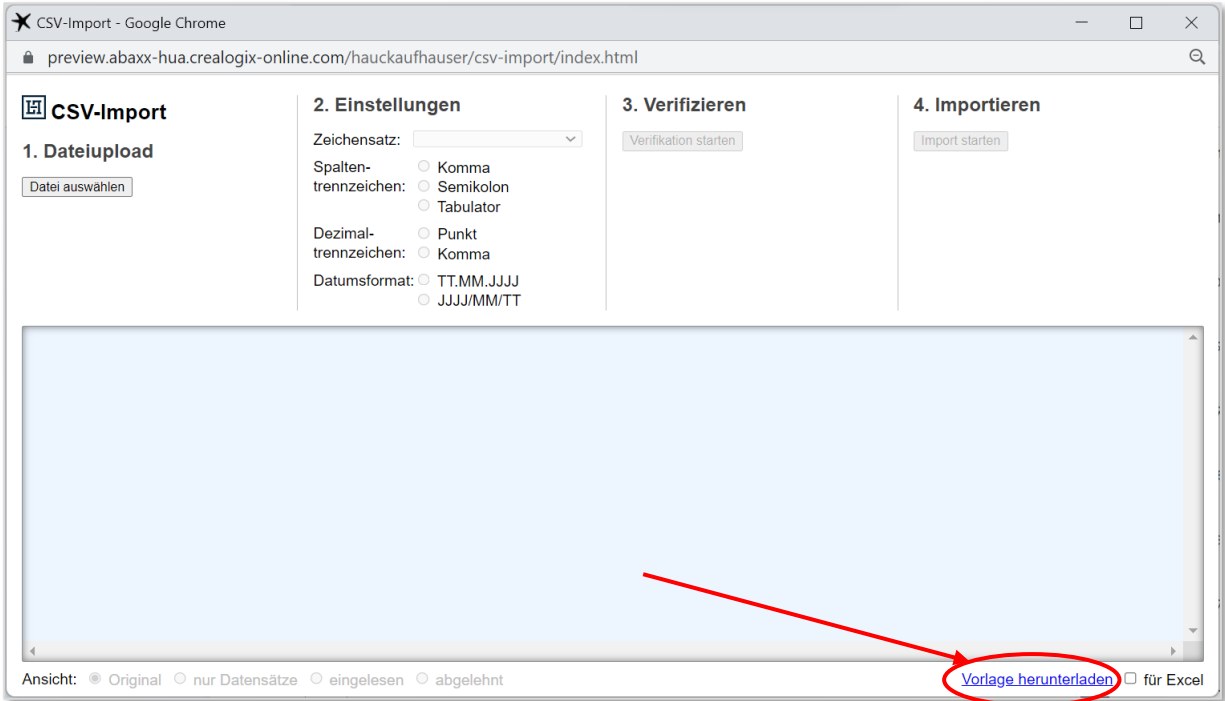 CSV-Import - Google Chrome
preview.abaxx-hua.crealogix-online.com/hauckaufhauser/csv-import/index.html
CSV-Import
1. Dateiupload
Datei auswählen
2. Einstellungen
Zeichensatz:
Spalten-
trennzeichen:
Komma
Semikolon
Tabulator
Dezimal-
trennzeichen:
Punkt
Komma
Datumsformat:
TT.MM.JJJJ
JJJJ/MM/TT
3. Verifizieren
Verifikation starten
4. Importieren
Import starten
Ansicht: Original nur Datensätze eingelesen abgelehnt
Vorlage herunterladen für Excel